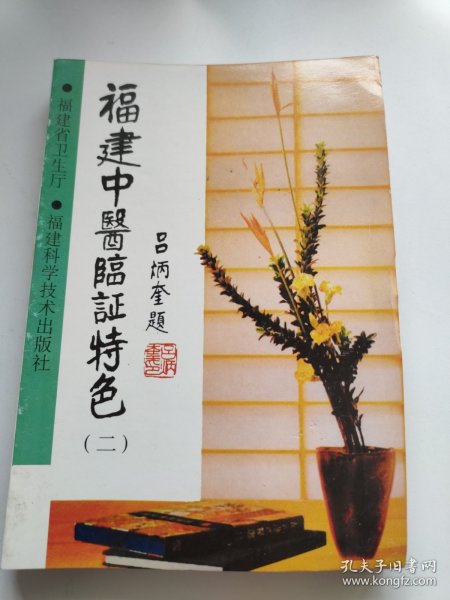 福建中醫臨証特色
（二）
吕炳奎題
●福建省卫生厅 ●福建科学技术出版社
孔夫子旧书网
www.kongfz.com